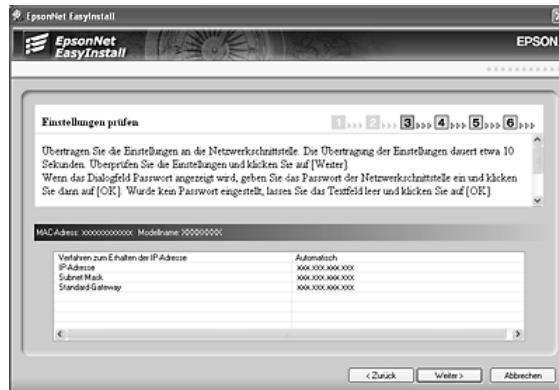 EpsonNet EasyInstall
EpsonNet
EasyInstall
EPSON
Einstellungen prüfen
1 2 3 4 5 6
Übertragen Sie die Einstellungen an die Netzwerkschnittstelle. Die Übertragung der Einstellungen dauert etwa 10
Sekunden. Überprüfen Sie die Einstellungen und klicken Sie auf [Weiter].
Wenn das Dialogfeld Passwort angezeigt wird, geben Sie das Passwort der Netzwerkschnittstelle ein und klicken
Sie dann auf [OK]. Wurde kein Passwort eingestellt, lassen Sie das Textfeld leer und klicken Sie auf [OK].
MAC-Adress: XXXXXXXXXXXX Modellname: XXXXXXXX
Verfahren zum Erhalten der IP-Adresse Automatisch
IP-Adresse XXX.XXX.XXX.XXX
Subnet Mask XXX.XXX.XXX.XXX
Standard-Gateway XXX.XXX.XXX.XXX
< Zurück Weiter > Abbrechen